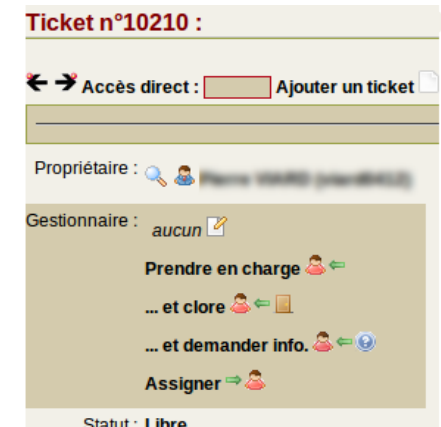 Ticket n°10210 :
Accès direct : Ajouter un ticket
Propriétaire :
Gestionnaire : aucun
Prendre en charge
... et clore
... et demander info.
Assigner
Statut : Libre